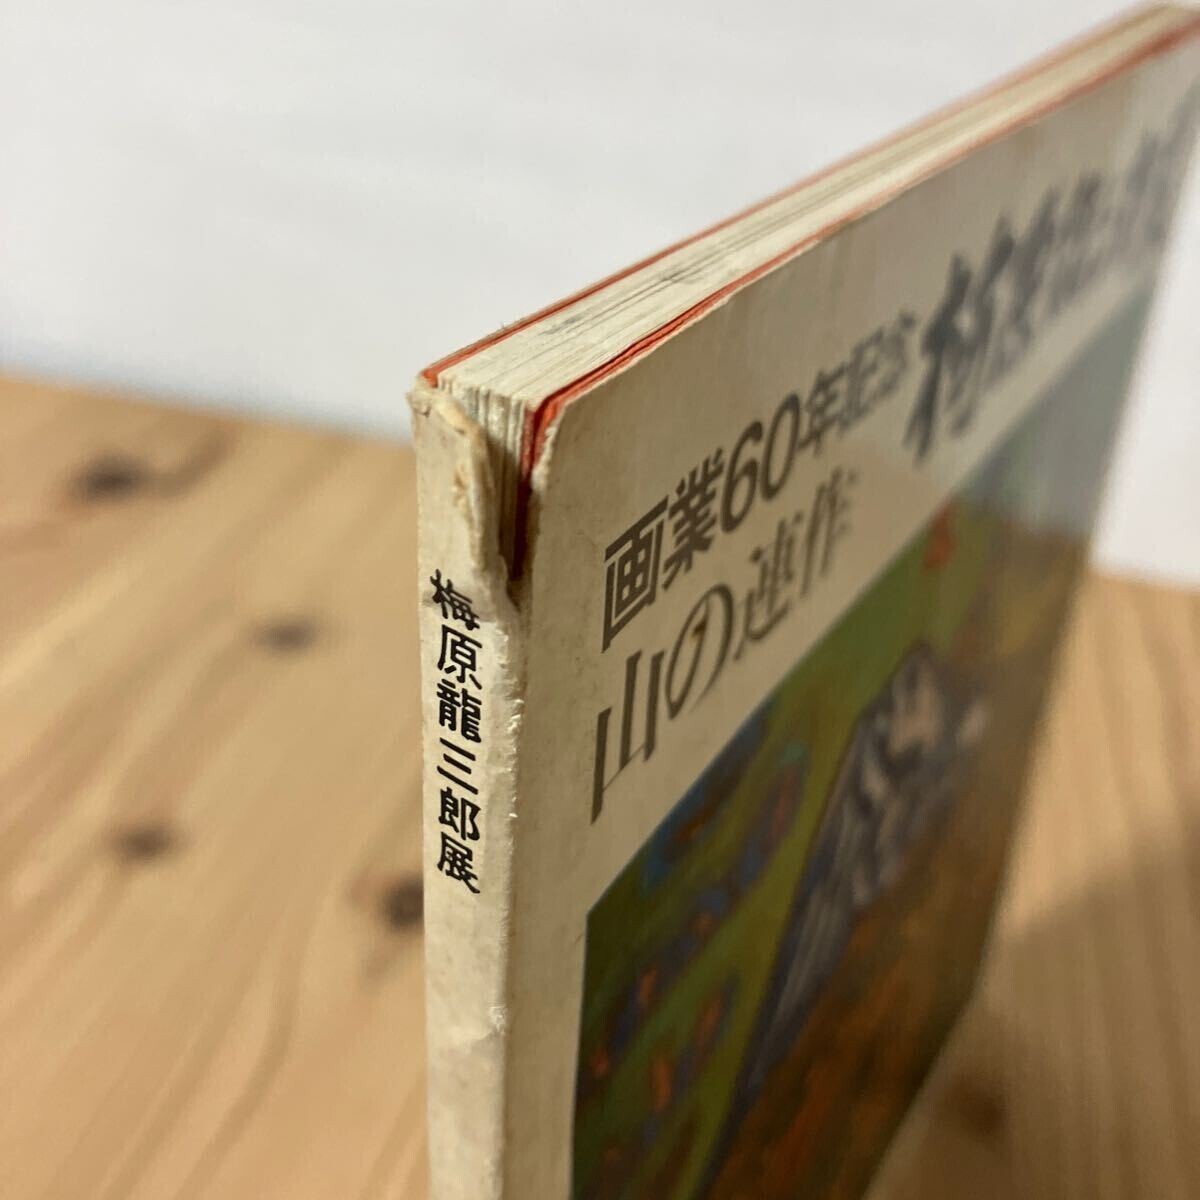 梅原龍三郎展
画業60年記念
山の連作